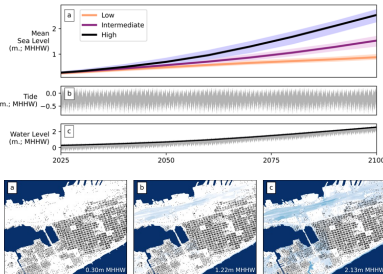 a
Low
Intermediate
High
Mean
Sea Level
(m.; MHHW)
2
1
b
Tide
(m.; MHHW)
0.0
−0.5
c
Water Level
(m.; MHHW)
2
0
2025
2050
2075
2100
a
b
c
0.30m MHHW
1.22m MHHW
2.13m MHHW